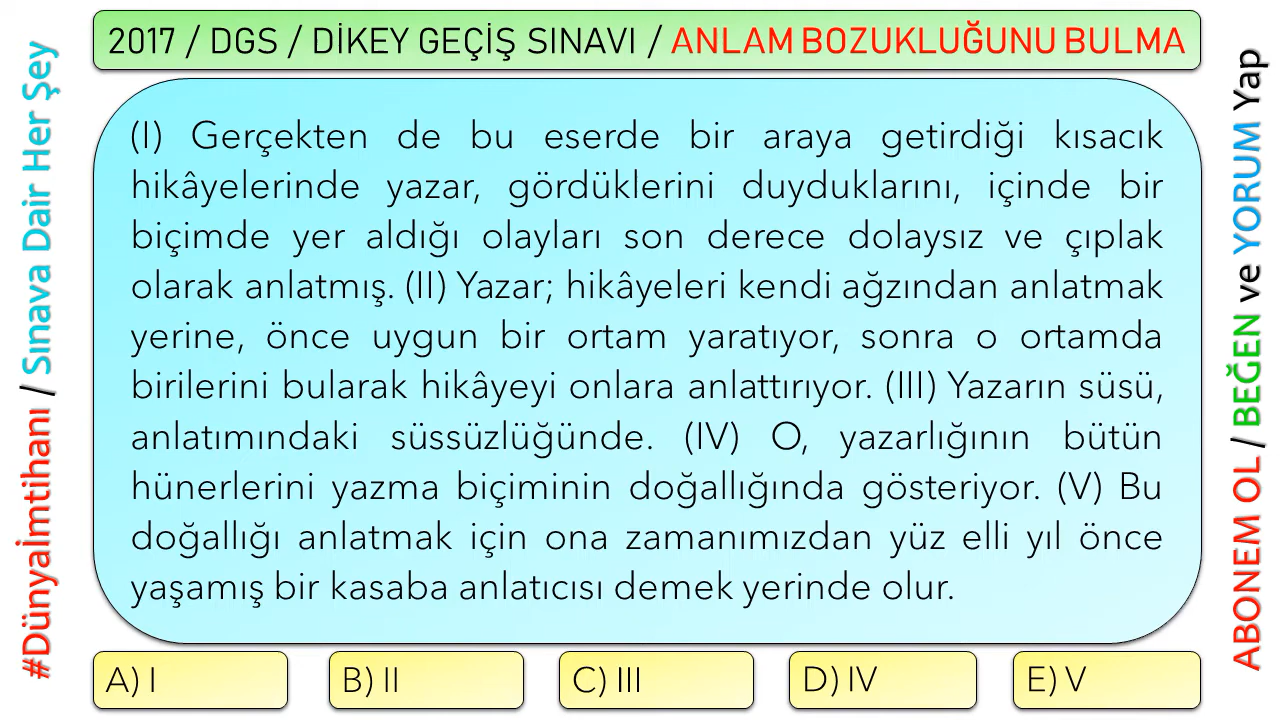 2017 / DGS / DİKEY GEÇİŞ SINAVI / ANLAM BOZUKLUĞUNU BULMA
#Dünyaİmtihanı / Sınava Dair Her Şey
(I) Gerçekten de bu eserde bir araya getirdiği kısacık
hikâyelerinde yazar, gördüklerini duyduklarını, içinde bir
biçimde yer aldığı olayları son derece dolaysız ve çıplak
olarak anlatmış. (II) Yazar; hikâyeleri kendi ağzından anlatmak
yerine, önce uygun bir ortam yaratıyor, sonra o ortamda
birilerini bularak hikâyeyi onlara anlattırıyor. (III) Yazarın süsü,
anlatımındaki süssüzlüğünde. (IV) O, yazarlığının bütün
hünerlerini yazma biçiminin doğallığında gösteriyor. (V) Bu
doğallığı anlatmak için ona zamanımızdan yüz elli yıl önce
yaşamış bir kasaba anlatıcısı demek yerinde olur.
A) I
B) II
C) III
D) IV
E) V
ABONEM OL / BEĞEN ve YORUM Yap